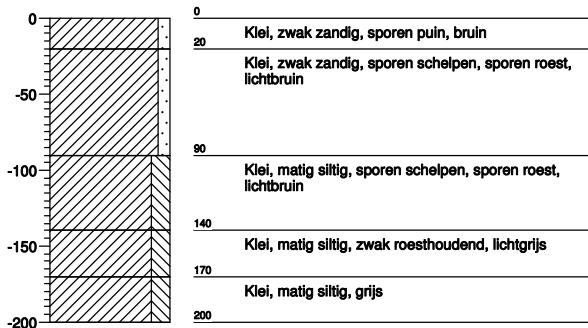 0
0
Klei, zwak zandig, sporen puin, bruin
20
Klei, zwak zandig, sporen schelpen, sporen roest,
lichtbruin
-50
90
-100
Klei, matig siltig, sporen schelpen, sporen roest,
lichtbruin
140
-150
Klei, matig siltig, zwak roesthoudend, lichtgrijs
170
Klei, matig siltig, grijs
-200
200